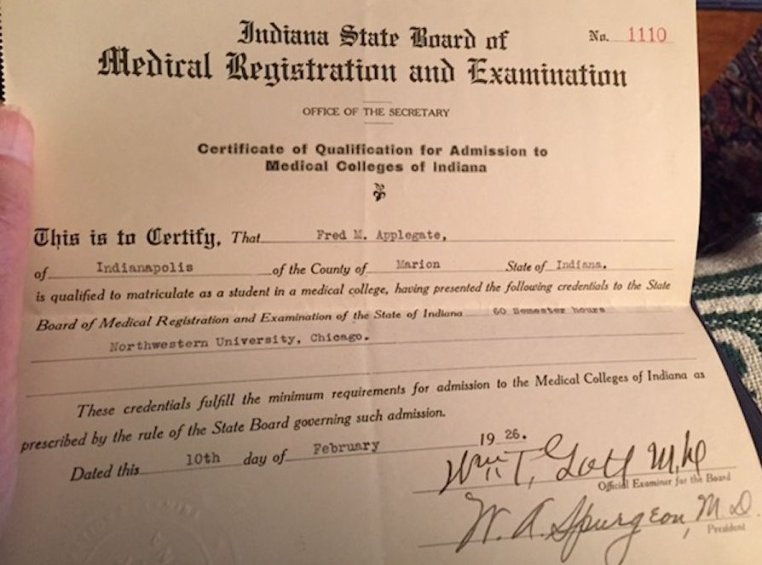 Indiana State Board of
No. 1110
Medical Registration and Examination
OFFICE OF THE SECRETARY
Certificate of Qualification for Admission to
Medical Colleges of Indiana
This is to Certify, That Fred M. Applegate,
of Indianapolis of the County of Marion State of Indiana.
is qualified to matriculate as a student in a medical college, having presented the following credentials to the State
Board of Medical Registration and Examination of the State of Indiana 60 Semester hours
Northwestern University, Chicago.
These credentials fulfill the minimum requirements for admission to the Medical Colleges of Indiana as
prescribed by the rule of the State Board governing such admission.
Dated this 10th day of February 1926.
Wm. T. Gott M.D.
Official Examiner for the Board
W. A. Spurgeon, M.D.
President